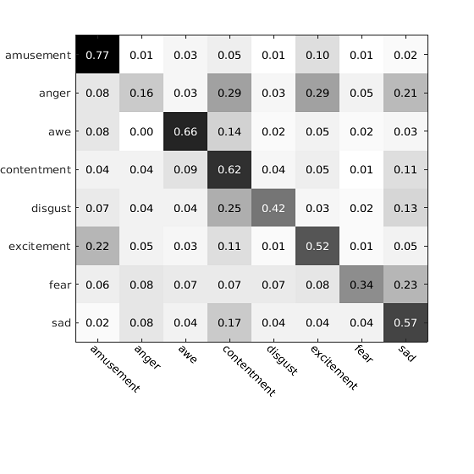 amusement 0.77 0.01 0.03 0.05 0.01 0.10 0.01 0.02
anger 0.08 0.16 0.03 0.29 0.03 0.29 0.05 0.21
awe 0.08 0.00 0.66 0.14 0.02 0.05 0.02 0.03
contentment 0.04 0.04 0.09 0.62 0.04 0.05 0.01 0.11
disgust 0.07 0.04 0.04 0.25 0.42 0.03 0.02 0.13
excitement 0.22 0.05 0.03 0.11 0.01 0.52 0.01 0.05
fear 0.06 0.08 0.07 0.07 0.07 0.08 0.34 0.23
sad 0.02 0.08 0.04 0.17 0.04 0.04 0.04 0.57
amusement anger awe contentment disgust excitement fear sad